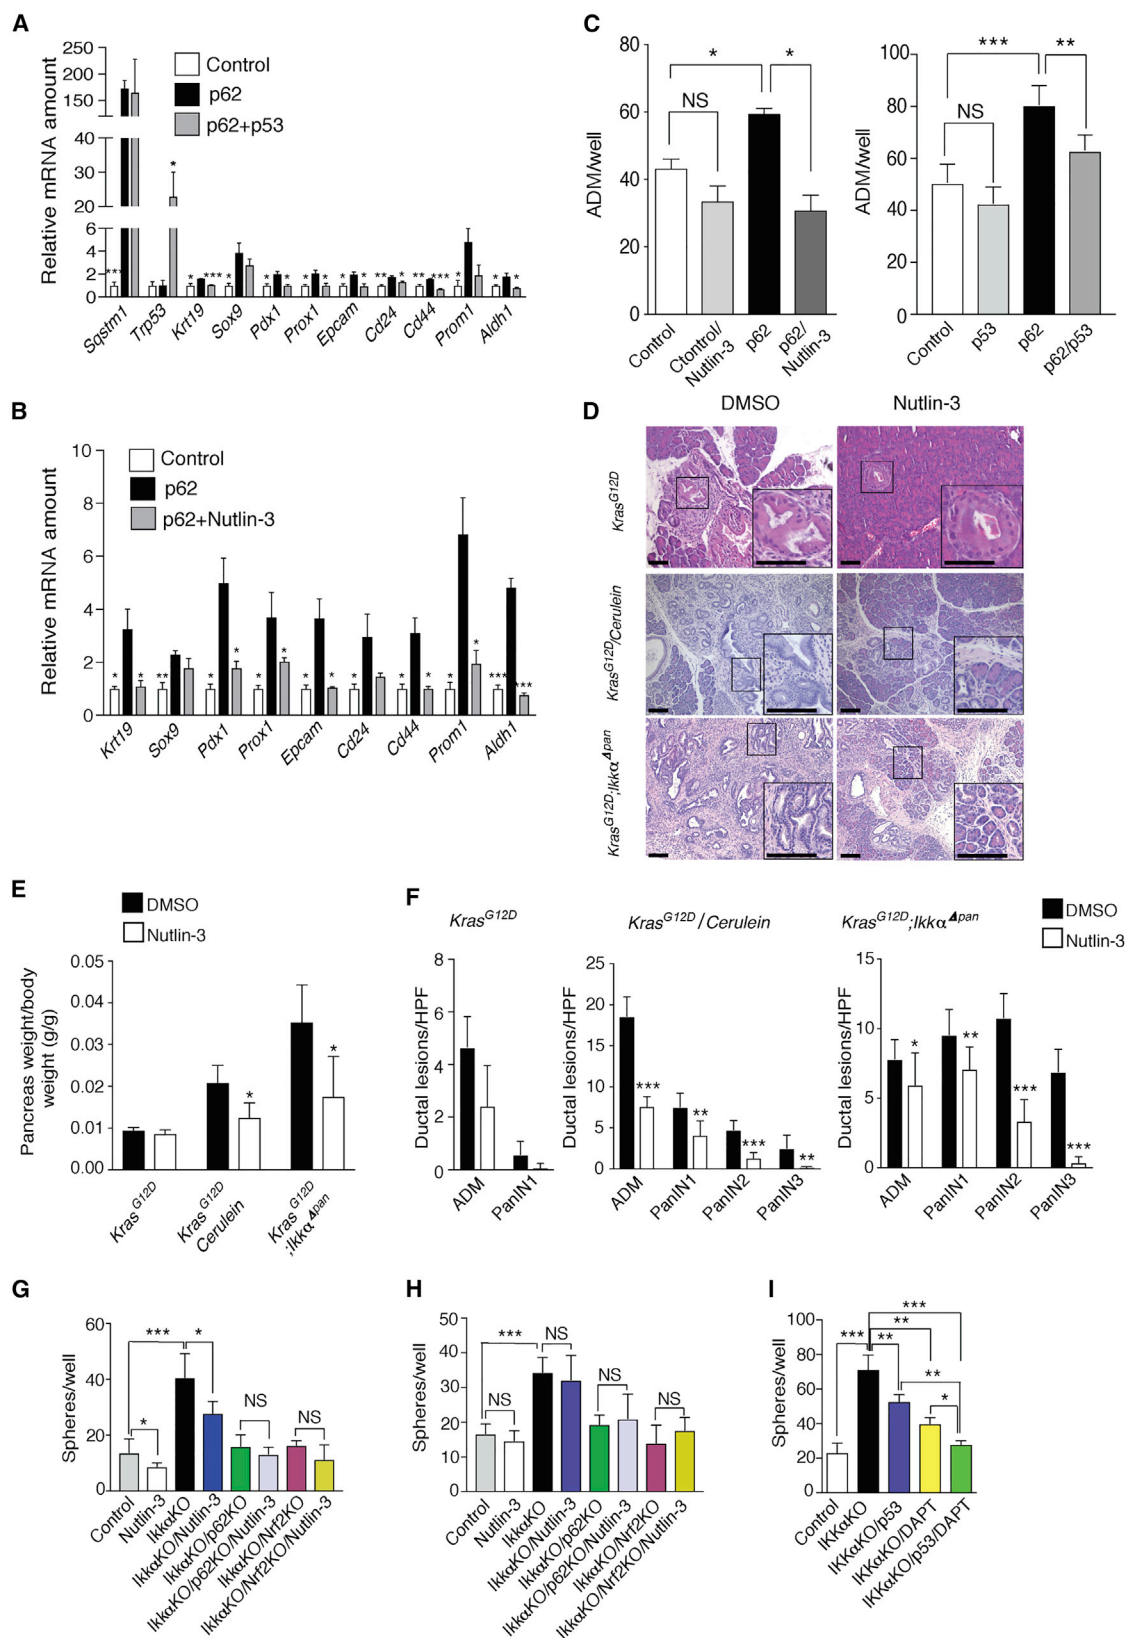 A
Relative mRNA amount
250
200
150
40
30
20
6
4
2
0
Control
p62
p62+p53
*** * * *** * * * * * * * * ** * ** *** * * *
Sqstm1
Trp53
Krt19
Sox9
Pdx1
Prox1
Epcam
Cd24
Cd44
Prom1
Aldh1
B
Relative mRNA amount
10
8
6
4
2
0
Control
p62
p62+Nutlin-3
* * ** * * * * * * * * * * * *** ***
Krt19
Sox9
Pdx1
Prox1
Epcam
Cd24
Cd44
Prom1
Aldh1
C
ADM/well
80
60
40
20
0
* *
NS
Control
Ctontrol/
Nutlin-3
p62
p62/
Nutlin-3
ADM/well
100
80
60
40
20
0
*** **
NS
Control
p53
p62
p62/p53
D
DMSO
Nutlin-3
KrasG12D
KrasG12D/Cerulein
KrasG12D;IkkαΔpan
E
DMSO
Nutlin-3
Pancreas weight/body
weight (g/g)
0.05
0.04
0.03
0.02
0.01
0.00
* *
KrasG12D
KrasG12D
Cerulein
KrasG12D
;IkkαΔpan
F
KrasG12D
KrasG12D/Cerulein
KrasG12D;IkkαΔpan
DMSO
Nutlin-3
Ductal lesions/HPF
8
6
4
2
0
ADM
PanIN1
Ductal lesions/HPF
25
20
15
10
5
0
*** ** *** **
ADM
PanIN1
PanIN2
PanIN3
Ductal lesions/HPF
15
10
5
0
* ** *** ***
ADM
PanIN1
PanIN2
PanIN3
G
Spheres/well
60
40
20
0
*** *
*
NS
NS
Control
Nutlin-3
IkkαKO
IkkαKO/Nutlin-3
IkkαKO/p62KO
IkkαKO/p62KO/Nutlin-3
IkkαKO/Nrf2KO
IkkαKO/Nrf2KO/Nutlin-3
H
Spheres/well
50
40
30
20
10
0
*** NS
NS
NS
NS
Control
Nutlin-3
IkkαKO
IkkαKO/Nutlin-3
IkkαKO/p62KO
IkkαKO/p62KO/Nutlin-3
IkkαKO/Nrf2KO
IkkαKO/Nrf2KO/Nutlin-3
I
Spheres/well
100
80
60
40
20
0
***
**
*** **
**
*
Control
IKKαKO
IKKαKO/p53
IKKαKO/DAPT
IKKαKO/p53/DAPT